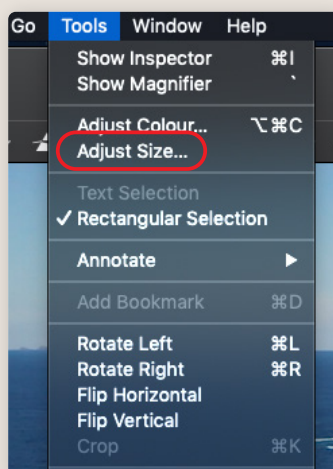 Go Tools Window Help
Show Inspector ⌘I
Show Magnifier `
Adjust Colour... ⌥⌘C
Adjust Size...
Text Selection
✓ Rectangular Selection
Annotate ▶
Add Bookmark ⌘D
Rotate Left ⌘L
Rotate Right ⌘R
Flip Horizontal
Flip Vertical
Crop ⌘K